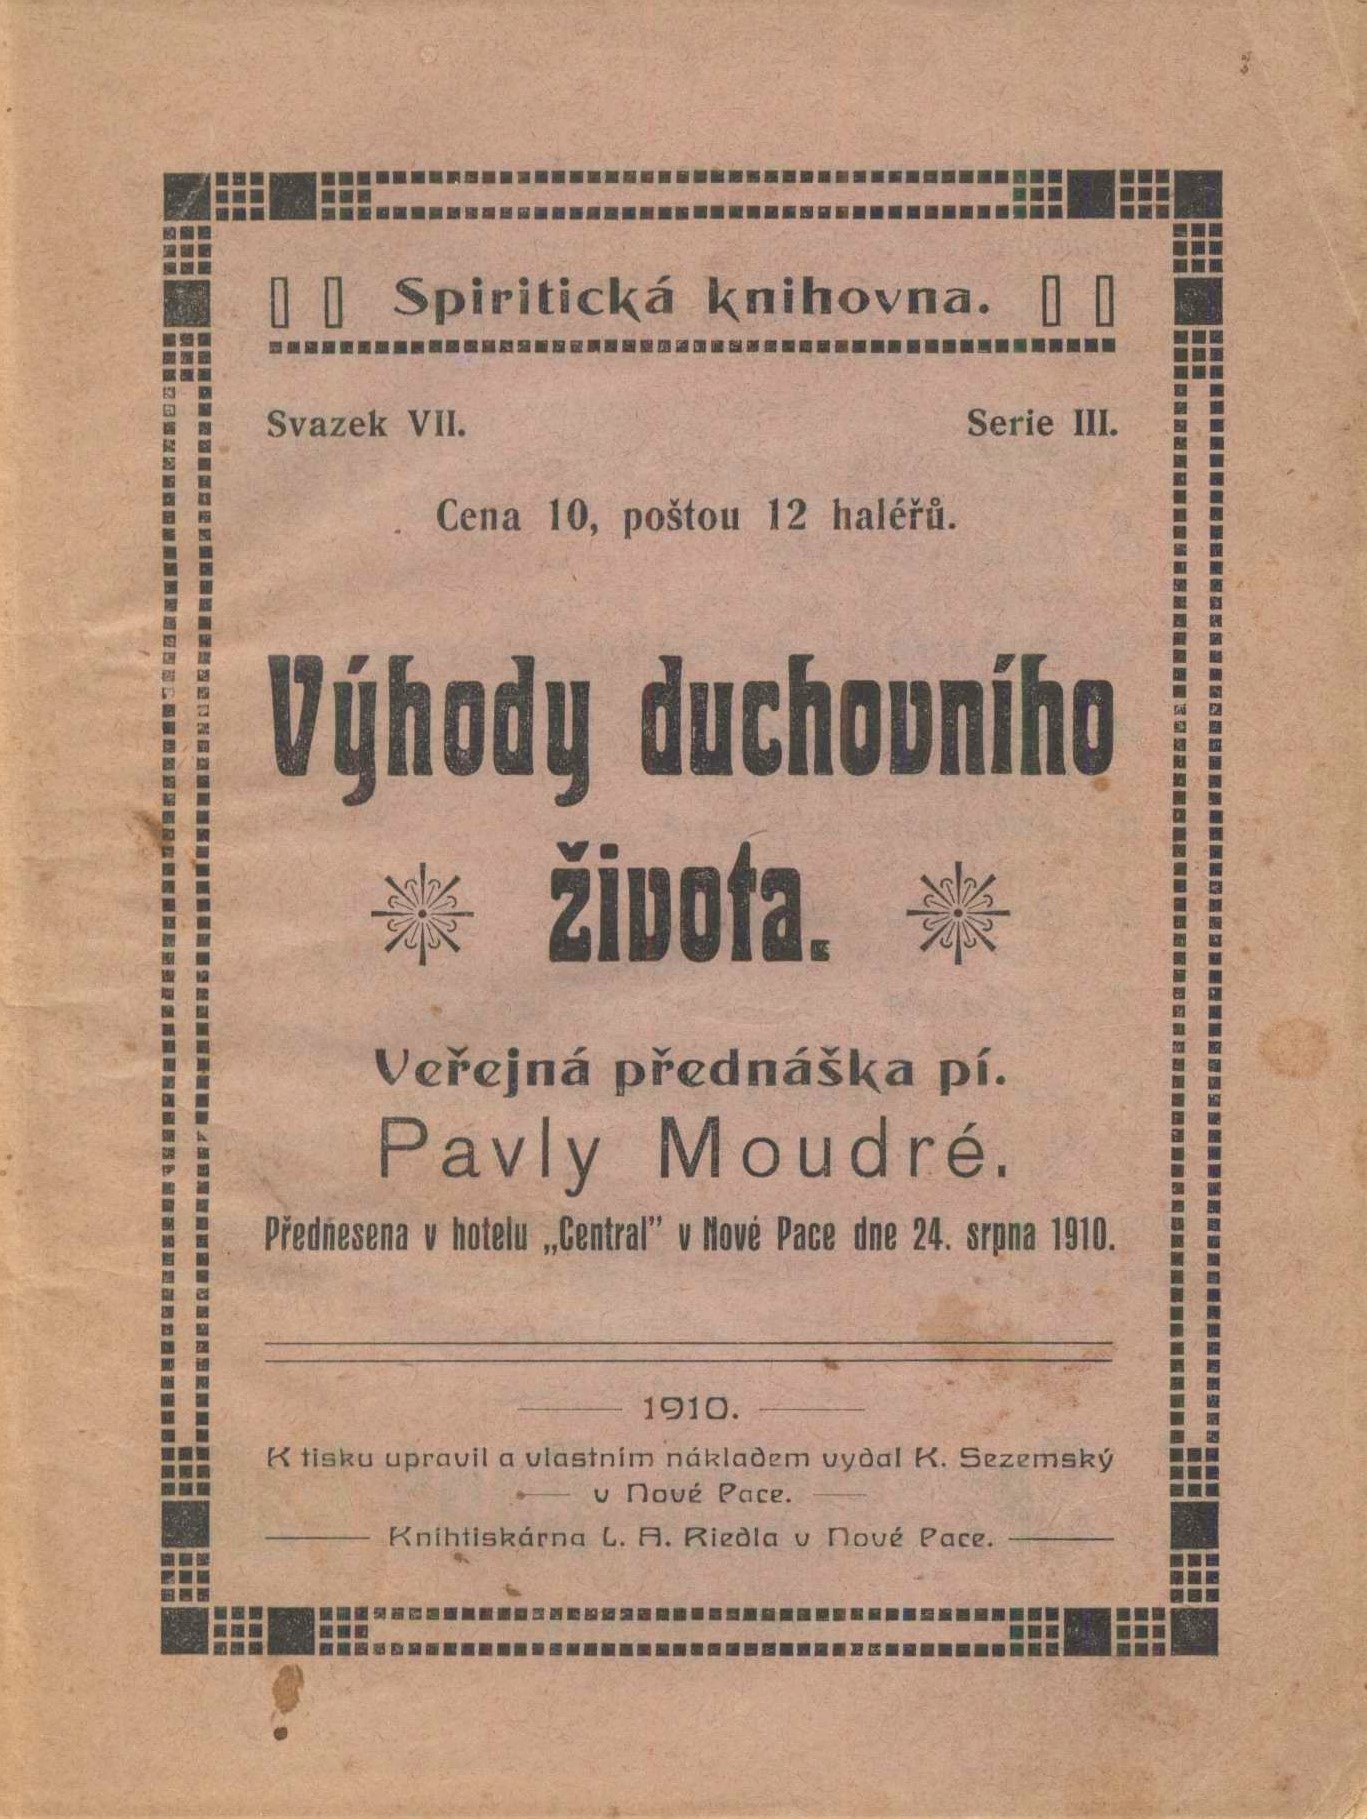 Spiritická knihovna.
Svazek VII. Serie III.
Cena 10, poštou 12 haléřů.
Výhody duchovního
života.
Veřejná přednáška pí.
Pavly Moudré.
Přednesena v hotelu „Central” v Nové Pace dne 24. srpna 1910.
1910.
K tisku upravil a vlastním nákladem vydal K. Sezemský
v Nové Pace.
Knihtiskárna L. A. Riedla v Nové Pace.